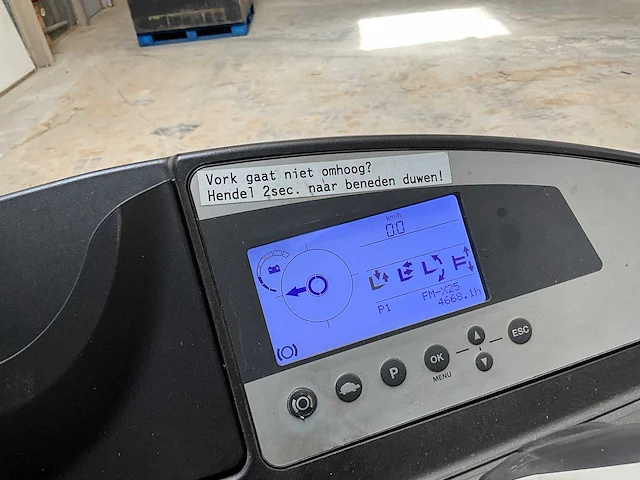 Vork gaat niet omhoog?
Hendel 2sec. naar beneden duwen!
km/h
0.0
P1
FM-X25
4668.1h
P
OK
MENU
ESC